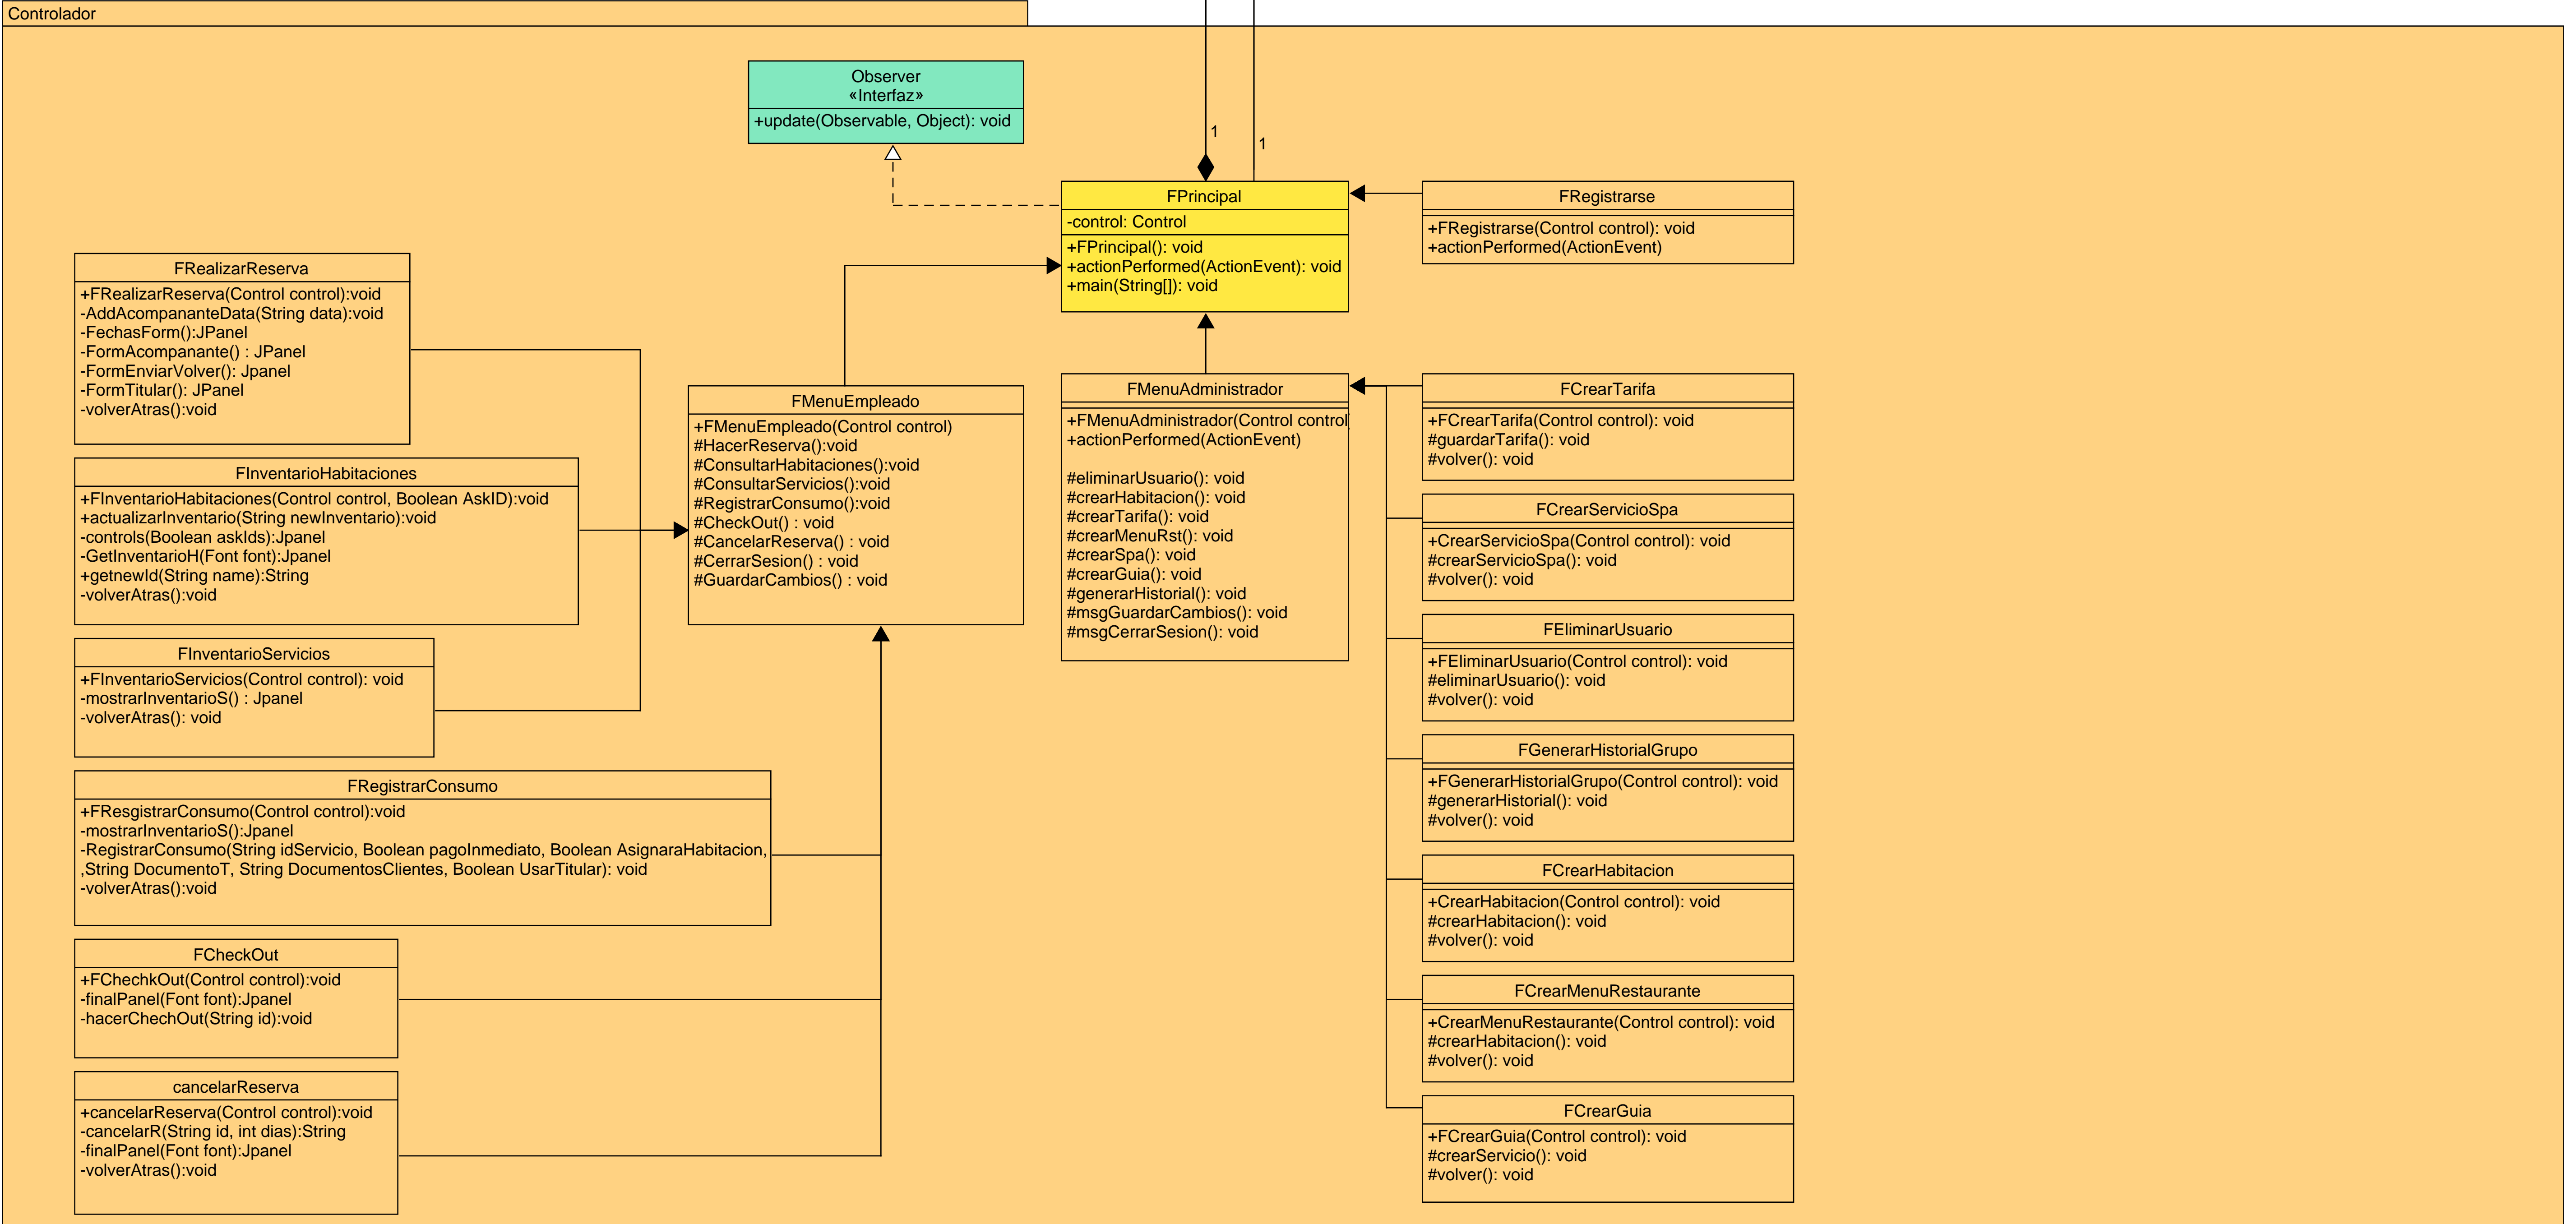 Controlador
Observer
«Interfaz»
+update(Observable, Object): void
1
1
FPrincipal
-control: Control
+FPrincipal(): void
+actionPerformed(ActionEvent): void
+main(String[]): void
FRegistrarse
+FRegistrarse(Control control): void
+actionPerformed(ActionEvent)
FRealizarReserva
+FRealizarReserva(Control control):void
-AddAcompananteData(String data):void
-FechasForm():JPanel
-FormAcompanante() : JPanel
-FormEnviarVolver(): Jpanel
-FormTitular(): JPanel
-volverAtras():void
FInventarioHabitaciones
+FInventarioHabitaciones(Control control, Boolean AskID):void
+actualizarInventario(String newInventario):void
-controls(Boolean askIds):Jpanel
-GetInventarioH(Font font):Jpanel
+getnewId(String name):String
-volverAtras():void
FInventarioServicios
+FInventarioServicios(Control control): void
-mostrarInventarioS() : Jpanel
-volverAtras(): void
FRegistrarConsumo
+FResgistrarConsumo(Control control):void
-mostrarInventarioS():Jpanel
-RegistrarConsumo(String idServicio, Boolean pagoInmediato, Boolean AsignaraHabitacion,
,String DocumentoT, String DocumentosClientes, Boolean UsarTitular): void
-volverAtras():void
FCheckOut
+FChechkOut(Control control):void
-finalPanel(Font font):Jpanel
-hacerChechOut(String id):void
cancelarReserva
+cancelarReserva(Control control):void
-cancelarR(String id, int dias):String
-finalPanel(Font font):Jpanel
-volverAtras():void
FMenuEmpleado
+FMenuEmpleado(Control control)
#HacerReserva():void
#ConsultarHabitaciones():void
#ConsultarServicios():void
#RegistrarConsumo():void
#CheckOut() : void
#CancelarReserva() : void
#CerrarSesion() : void
#GuardarCambios() : void
FMenuAdministrador
+FMenuAdministrador(Control control
+actionPerformed(ActionEvent)
#eliminarUsuario(): void
#crearHabitacion(): void
#crearTarifa(): void
#crearMenuRst(): void
#crearSpa(): void
#crearGuia(): void
#generarHistorial(): void
#msgGuardarCambios(): void
#msgCerrarSesion(): void
FCrearTarifa
+FCrearTarifa(Control control): void
#guardarTarifa(): void
#volver(): void
FCrearServicioSpa
+CrearServicioSpa(Control control): void
#crearServicioSpa(): void
#volver(): void
FEliminarUsuario
+FEliminarUsuario(Control control): void
#eliminarUsuario(): void
#volver(): void
FGenerarHistorialGrupo
+FGenerarHistorialGrupo(Control control): void
#generarHistorial(): void
#volver(): void
FCrearHabitacion
+CrearHabitacion(Control control): void
#crearHabitacion(): void
#volver(): void
FCrearMenuRestaurante
+CrearMenuRestaurante(Control control): void
#crearHabitacion(): void
#volver(): void
FCrearGuia
+FCrearGuia(Control control): void
#crearServicio(): void
#volver(): void